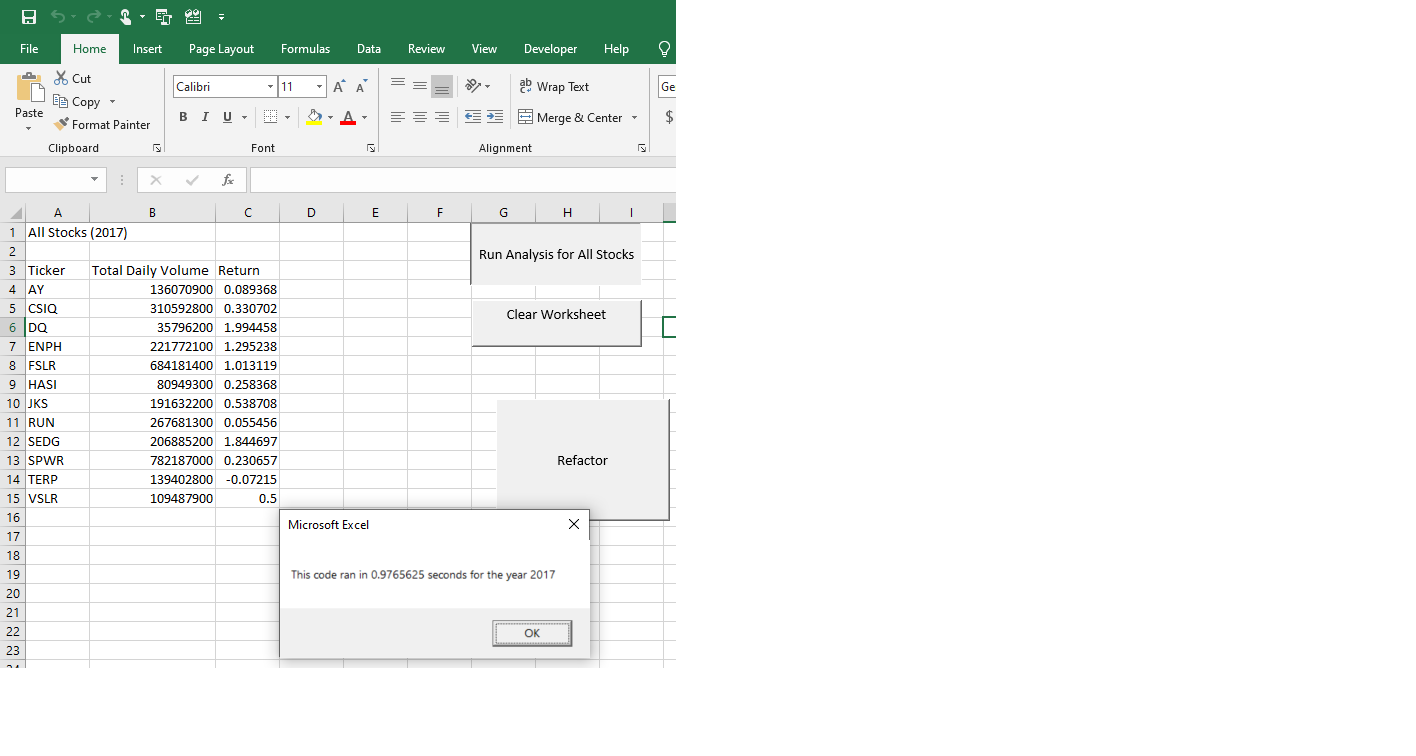 File Home Insert Page Layout Formulas Data Review View Developer Help
Cut
Calibri 11 A A ab Wrap Text Ge
Copy
Paste B I U A Merge & Center $
Format Painter
Clipboard Font Alignment
fx
A B C D E F G H I
1 All Stocks (2017)
2 Run Analysis for All Stocks
3 Ticker Total Daily Volume Return
4 AY 136070900 0.089368
5 CSIQ 310592800 0.330702 Clear Worksheet
6 DQ 35796200 1.994458
7 ENPH 221772100 1.295238
8 FSLR 684181400 1.013119
9 HASI 80949300 0.258368
10 JKS 191632200 0.538708
11 RUN 267681300 0.055456
12 SEDG 206885200 1.844697
13 SPWR 782187000 0.230657 Refactor
14 TERP 139402800 -0.07215
15 VSLR 109487900 0.5
16 Microsoft Excel
17
18
19 This code ran in 0.9765625 seconds for the year 2017
20
21
22 OK
23